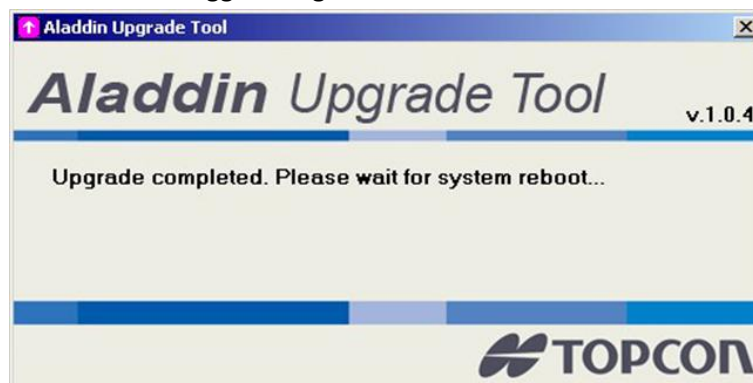 Aladdin Upgrade Tool
Aladdin Upgrade Tool
v.1.0.4
Upgrade completed. Please wait for system reboot...
TOPCON